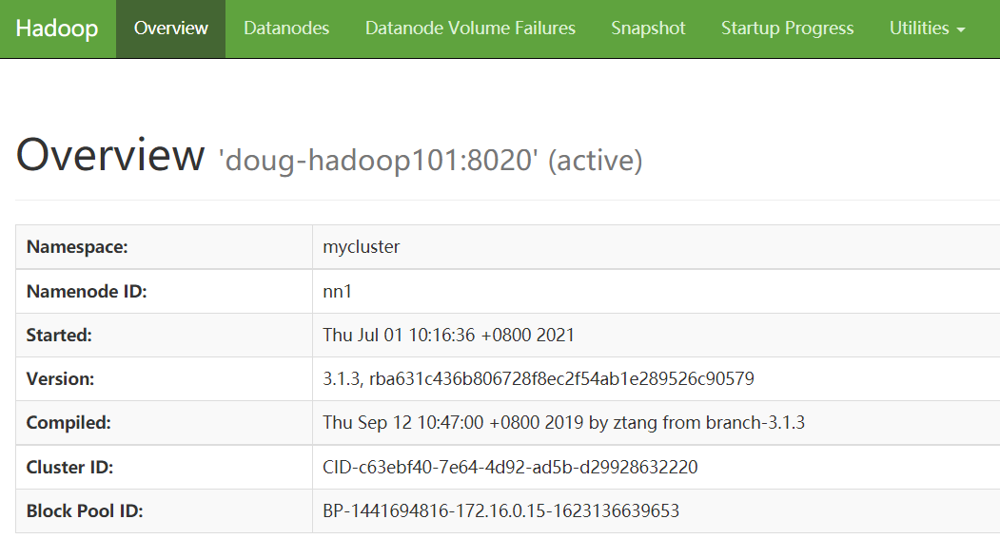 Hadoop Overview Datanodes Datanode Volume Failures Snapshot Startup Progress Utilities
Overview 'doug-hadoop101:8020' (active)
Namespace: mycluster
Namenode ID: nn1
Started: Thu Jul 01 10:16:36 +0800 2021
Version: 3.1.3, rba631c436b806728f8ec2f54ab1e289526c90579
Compiled: Thu Sep 12 10:47:00 +0800 2019 by ztang from branch-3.1.3
Cluster ID: CID-c63ebf40-7e64-4d92-ad5b-d29928632220
Block Pool ID: BP-1441694816-172.16.0.15-1623136639653